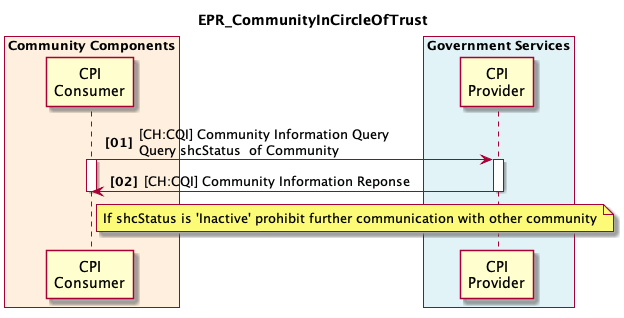 EPR_CommunityInCircleOfTrust
Community Components
Government Services
CPI
Consumer
CPI
Provider
[01] [CH:CQI] Community Information Query
Query shcStatus  of Community
[02] [CH:CQI] Community Information Reponse
If shcStatus is 'Inactive' prohibit further communication with other community
CPI
Consumer
CPI
Provider